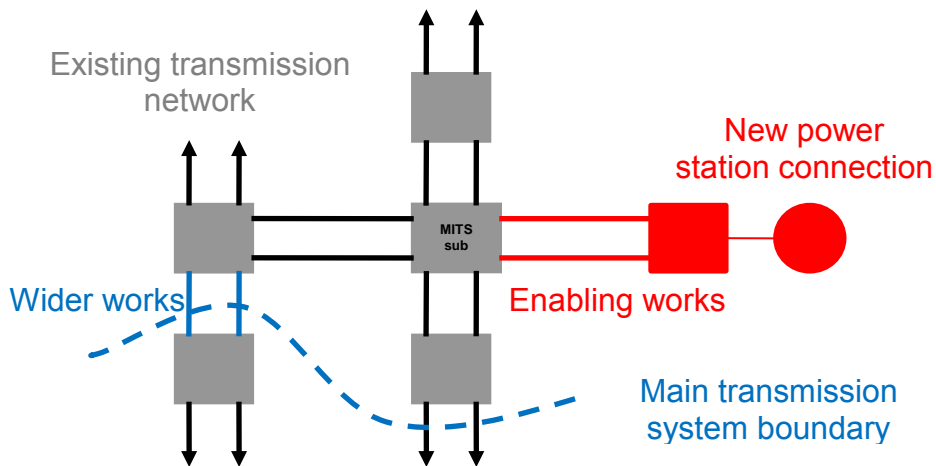 Existing transmission
network
New power
station connection
MITS
sub
Wider works
Enabling works
Main transmission
system boundary